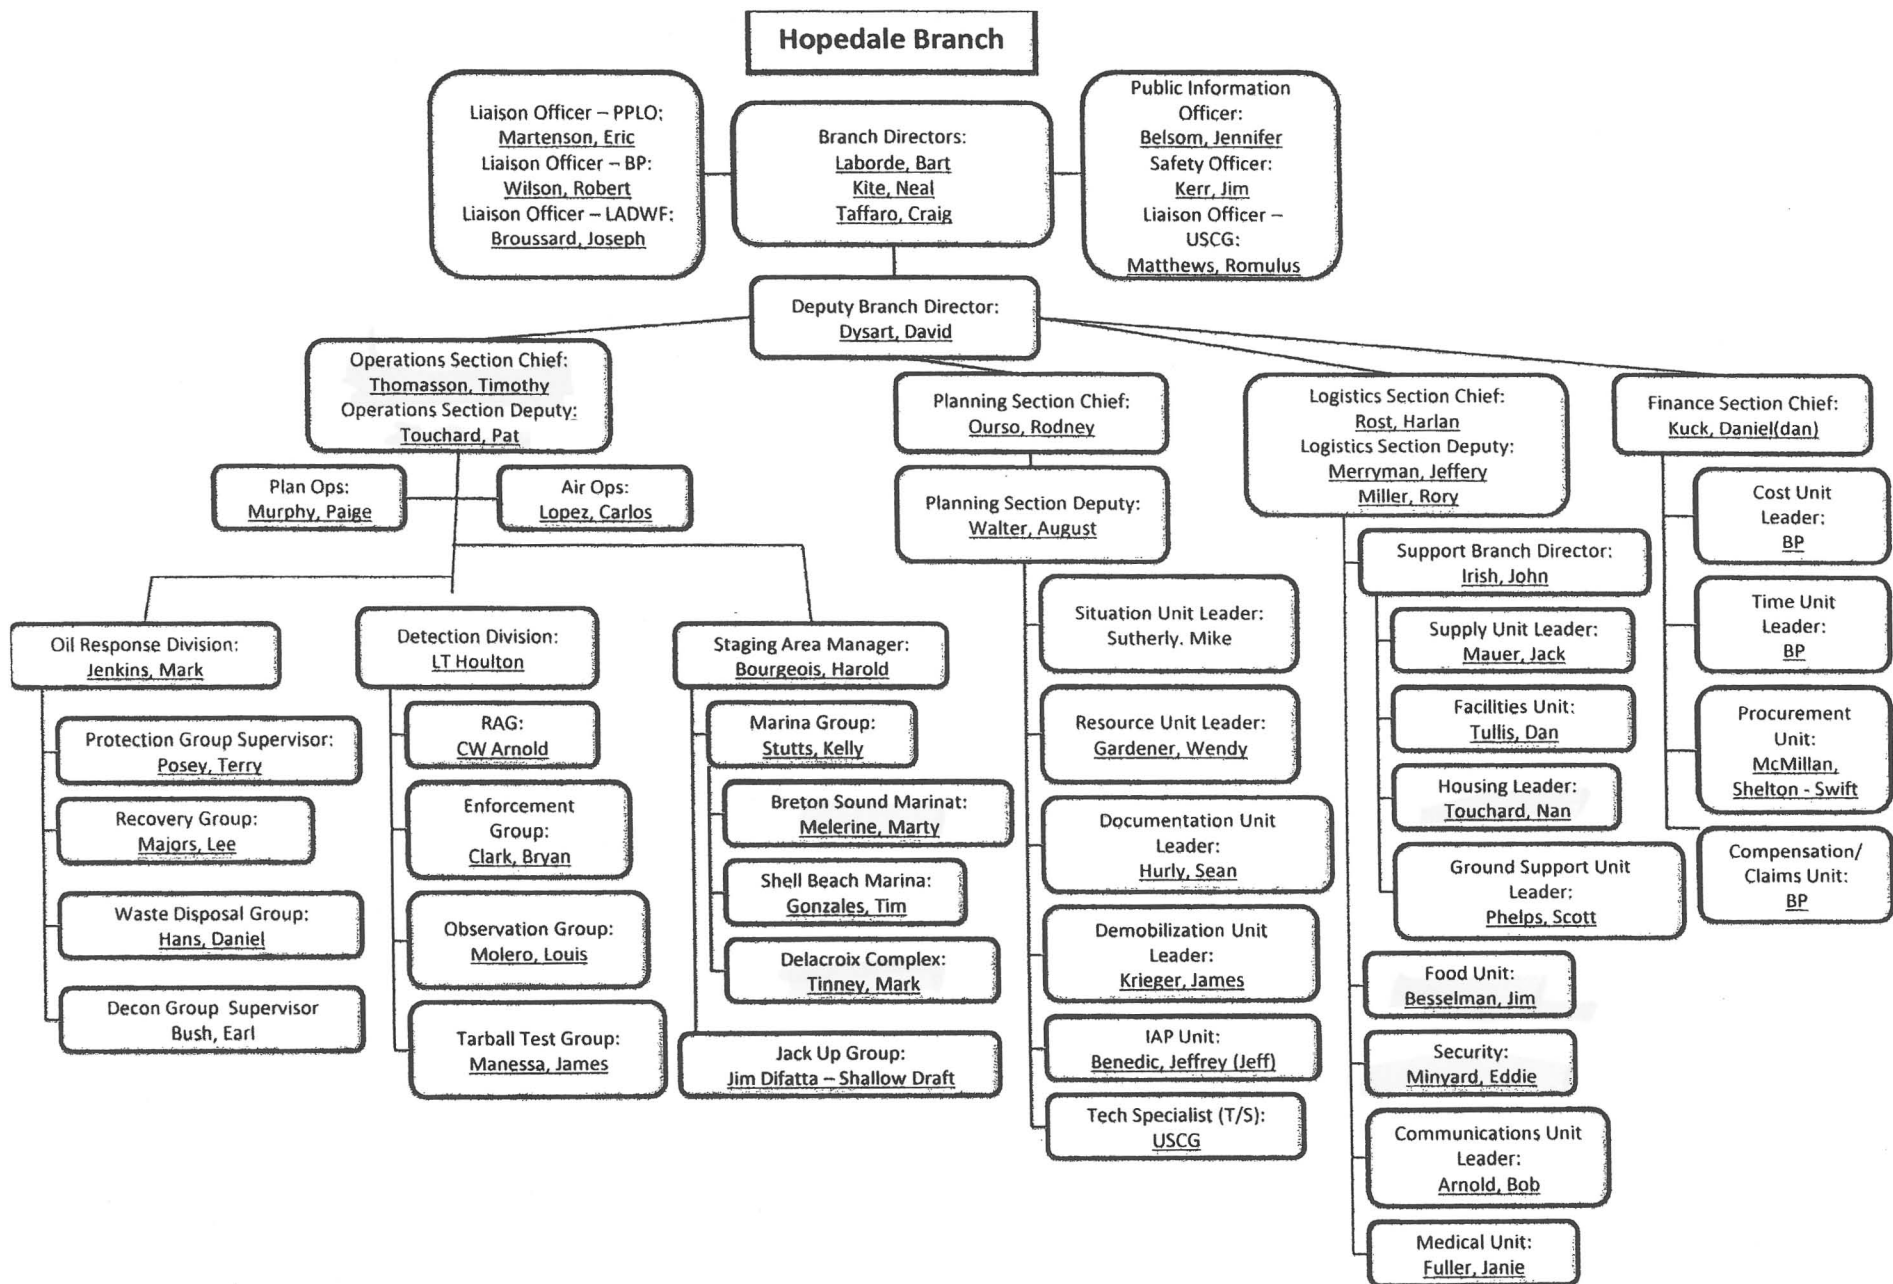 Hopedale Branch
Liaison Officer – PPLO:
Martenson, Eric
Liaison Officer – BP:
Wilson, Robert
Liaison Officer – LADWF:
Broussard, Joseph
Branch Directors:
Laborde, Bart
Kite, Neal
Taffaro, Craig
Public Information
Officer:
Belsom, Jennifer
Safety Officer:
Kerr, Jim
Liaison Officer –
USCG:
Matthews, Romulus
Deputy Branch Director:
Dysart, David
Operations Section Chief:
Thomasson, Timothy
Operations Section Deputy:
Touchard, Pat
Plan Ops:
Murphy, Paige
Air Ops:
Lopez, Carlos
Oil Response Division:
Jenkins, Mark
Protection Group Supervisor:
Posey, Terry
Recovery Group:
Majors, Lee
Waste Disposal Group:
Hans, Daniel
Decon Group Supervisor
Bush, Earl
Detection Division:
LT Houlton
RAG:
CW Arnold
Enforcement
Group:
Clark, Bryan
Observation Group:
Molero, Louis
Tarball Test Group:
Manessa, James
Staging Area Manager:
Bourgeois, Harold
Marina Group:
Stutts, Kelly
Breton Sound Marinat:
Melerine, Marty
Shell Beach Marina:
Gonzales, Tim
Delacroix Complex:
Tinney, Mark
Jack Up Group:
Jim Difatta – Shallow Draft
Planning Section Chief:
Ourso, Rodney
Planning Section Deputy:
Walter, August
Situation Unit Leader:
Sutherly. Mike
Resource Unit Leader:
Gardener, Wendy
Documentation Unit
Leader:
Hurly, Sean
Demobilization Unit
Leader:
Krieger, James
IAP Unit:
Benedic, Jeffrey (Jeff)
Tech Specialist (T/S):
USCG
Logistics Section Chief:
Rost, Harlan
Logistics Section Deputy:
Merryman, Jeffery
Miller, Rory
Support Branch Director:
Irish, John
Supply Unit Leader:
Mauer, Jack
Facilities Unit:
Tullis, Dan
Housing Leader:
Touchard, Nan
Ground Support Unit
Leader:
Phelps, Scott
Food Unit:
Besselman, Jim
Security:
Minyard, Eddie
Communications Unit
Leader:
Arnold, Bob
Medical Unit:
Fuller, Janie
Finance Section Chief:
Kuck, Daniel(dan)
Cost Unit
Leader:
BP
Time Unit
Leader:
BP
Procurement
Unit:
McMillan,
Shelton - Swift
Compensation/
Claims Unit:
BP